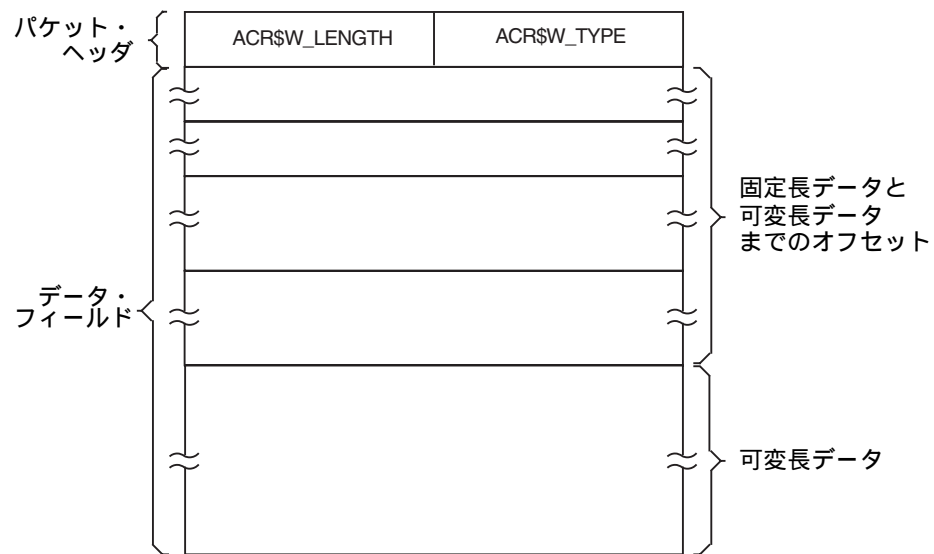 パケット・
ヘッダ
ACR$W_LENGTH
ACR$W_TYPE
固定長データと
可変長データ
までのオフセット
データ・
フィールド
可変長データ